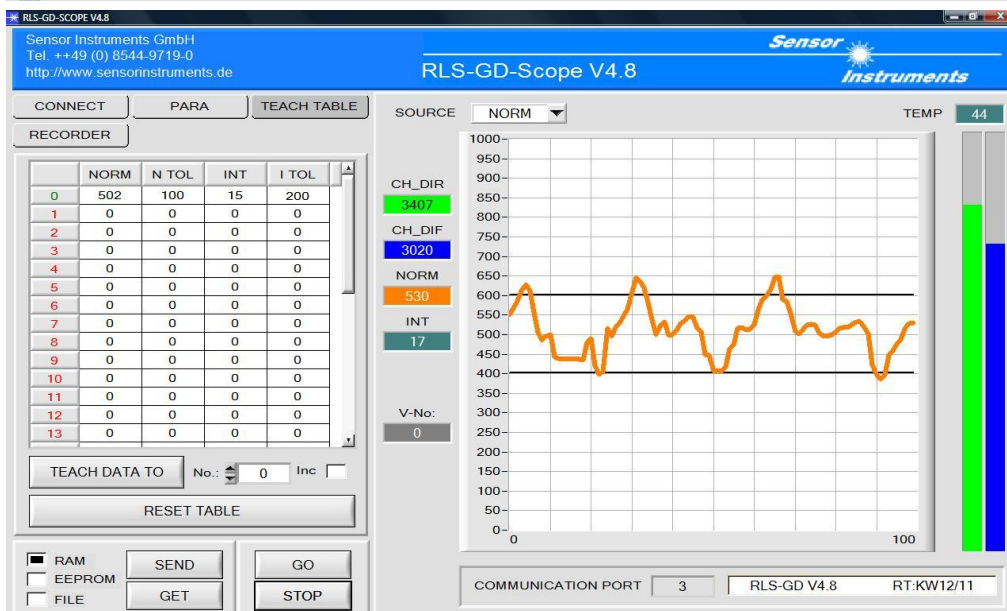 RLS-GD-SCOPE V4.8
Sensor Instruments GmbH
Tel. ++49 (0) 8544-9719-0
http://www.sensorinstruments.de
RLS-GD-Scope V4.8
Sensor
Instruments
CONNECT PARA TEACH TABLE
RECORDER
SOURCE NORM TEMP 44
NORM N TOL INT I TOL
0 502 100 15 200
1 0 0 0 0
2 0 0 0 0
3 0 0 0 0
4 0 0 0 0
5 0 0 0 0
6 0 0 0 0
7 0 0 0 0
8 0 0 0 0
9 0 0 0 0
10 0 0 0 0
11 0 0 0 0
12 0 0 0 0
13 0 0 0 0
TEACH DATA TO No.: 0 Inc
RESET TABLE
RAM
EEPROM
FILE
SEND
GET
GO
STOP
CH_DIR
3407
CH_DIF
3020
NORM
530
INT
17
V-No:
0
1000
950
900
850
800
750
700
650
600
550
500
450
400
350
300
250
200
150
100
50
0
0 100
COMMUNICATION PORT 3 RLS-GD V4.8 RT:KW12/11